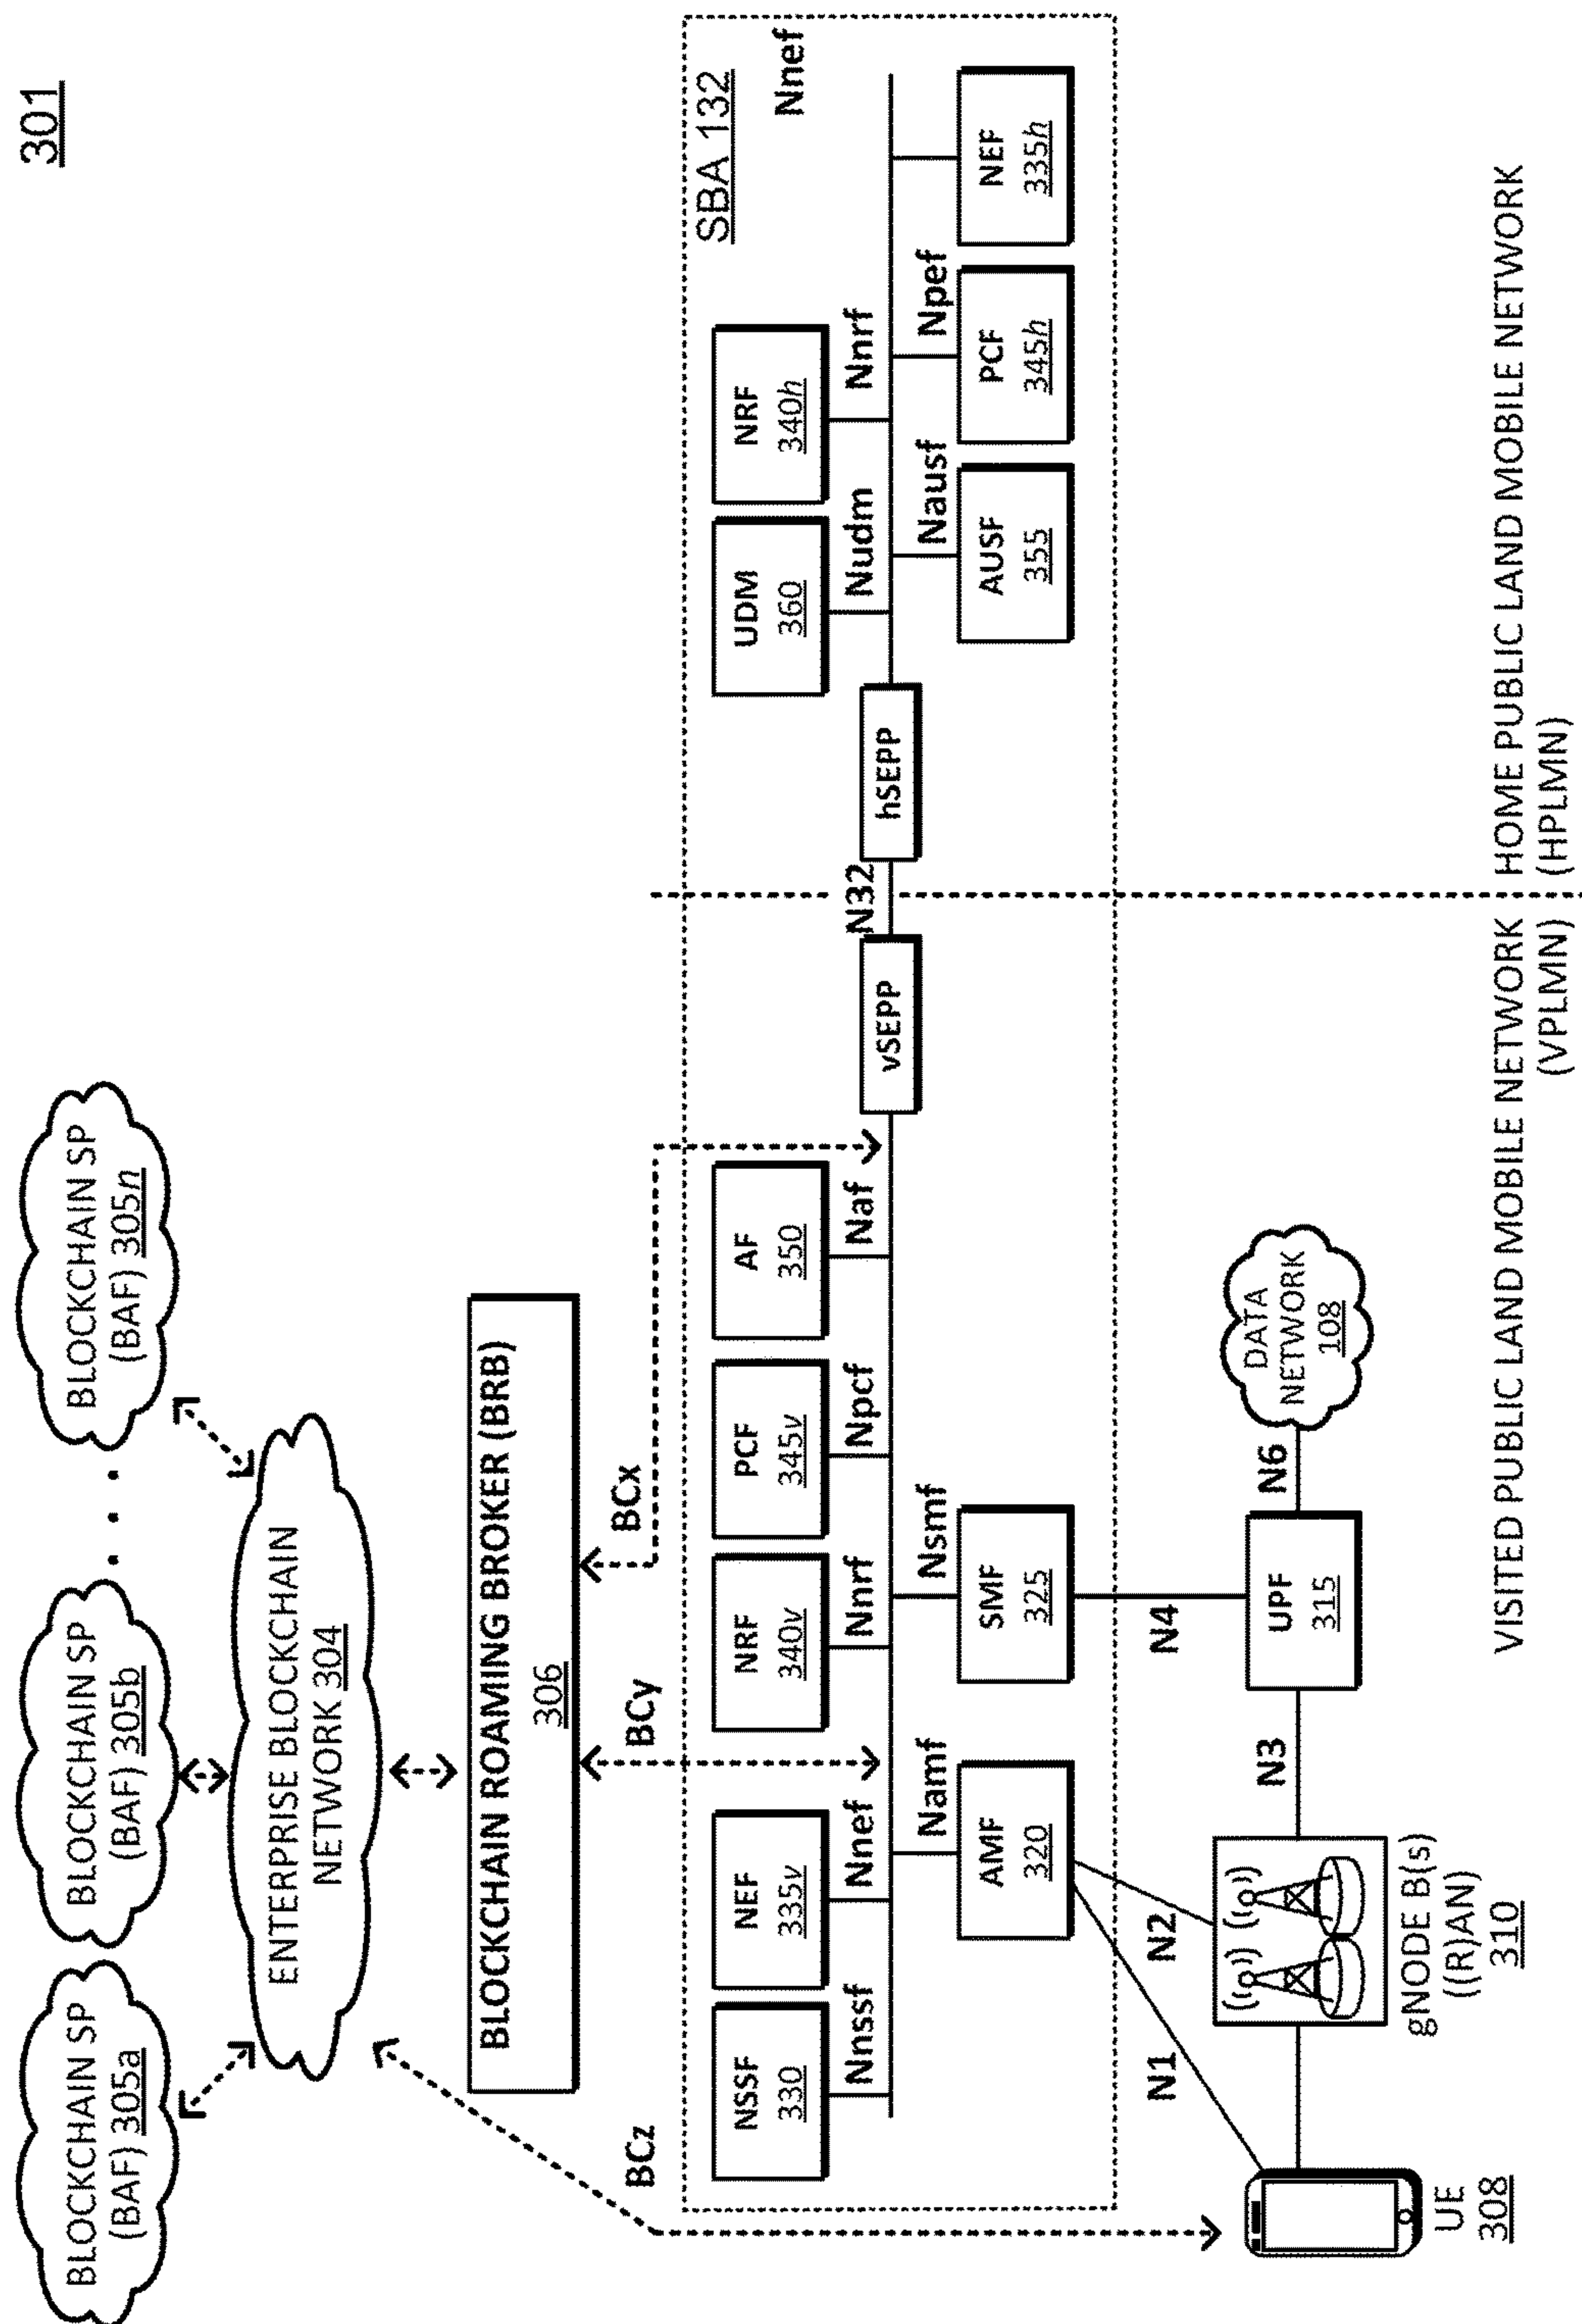 301
BLOCKCHAIN SP
(BAF) 305a
BLOCKCHAIN SP
(BAF) 305b
. . .
BLOCKCHAIN SP
(BAF) 305n
ENTERPRISE BLOCKCHAIN
NETWORK 304
BLOCKCHAIN ROAMING BROKER (BRB)
306
BCz
BCy
BCx
SBA 132
NSSF
330
NEF
335v
NRF
340v
PCF
345v
AF
350
UDM
360
NRF
340h
Nnssf
Nnef
Nnrf
Npcf
Naf
N32
Nudm
Nnrf
Nnef
vSEPP
hSEPP
Namf
Nsmf
Nausf
Npef
AMF
320
SMF
325
AUSF
355
PCF
345h
NEF
335h
N1
N2
N4
N3
N6
UPF
315
DATA
NETWORK
108
UE
308
gNODE B(s)
((R)AN)
310
VISITED PUBLIC LAND AND MOBILE NETWORK
(VPLMN)
HOME PUBLIC LAND AND MOBILE NETWORK
(HPLMN)